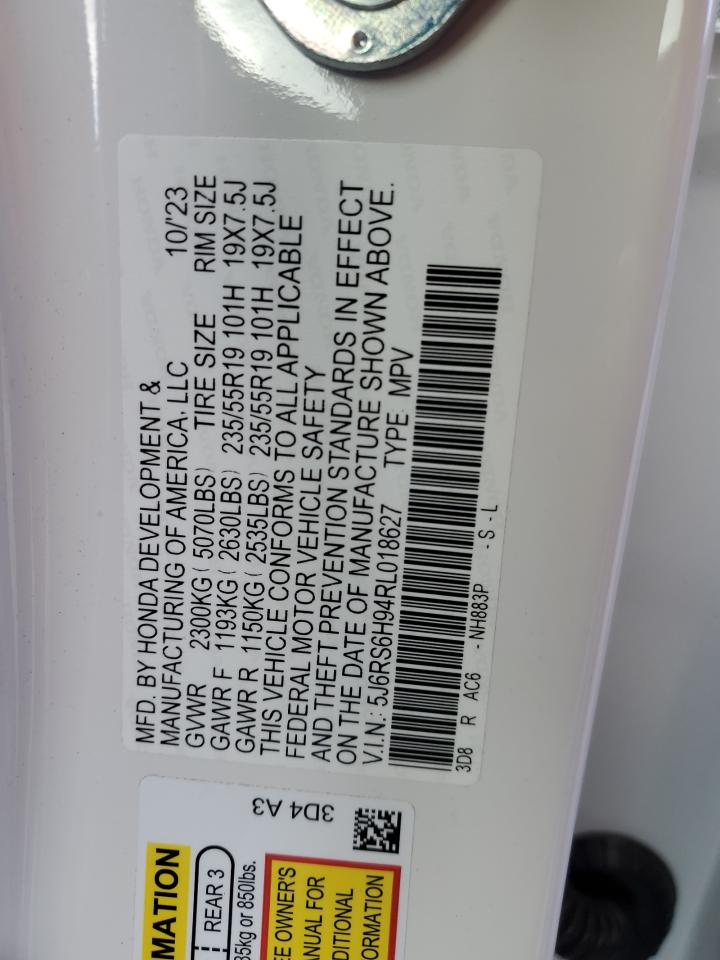 MFD. BY HONDA DEVELOPMENT &
MANUFACTURING OF AMERICA, LLC 10/'23
GVWR 2300KG ( 5070LBS) TIRE SIZE RIM SIZE
GAWR F 1193KG ( 2630LBS) 235/55R19 101H 19X7.5J
GAWR R 1150KG ( 2535LBS) 235/55R19 101H 19X7.5J
THIS VEHICLE CONFORMS TO ALL APPLICABLE
FEDERAL MOTOR VEHICLE SAFETY
AND THEFT PREVENTION STANDARDS IN EFFECT
ON THE DATE OF MANUFACTURE SHOWN ABOVE.
V.I.N.: 5J6RS6H94RL018627 TYPE: MPV
3D8 R AC6 - NH883P - S - L
3D4 A3
MATION
REAR 3
35kg or 850lbs.
EE OWNER'S
ANUAL FOR
DITIONAL
ORMATION